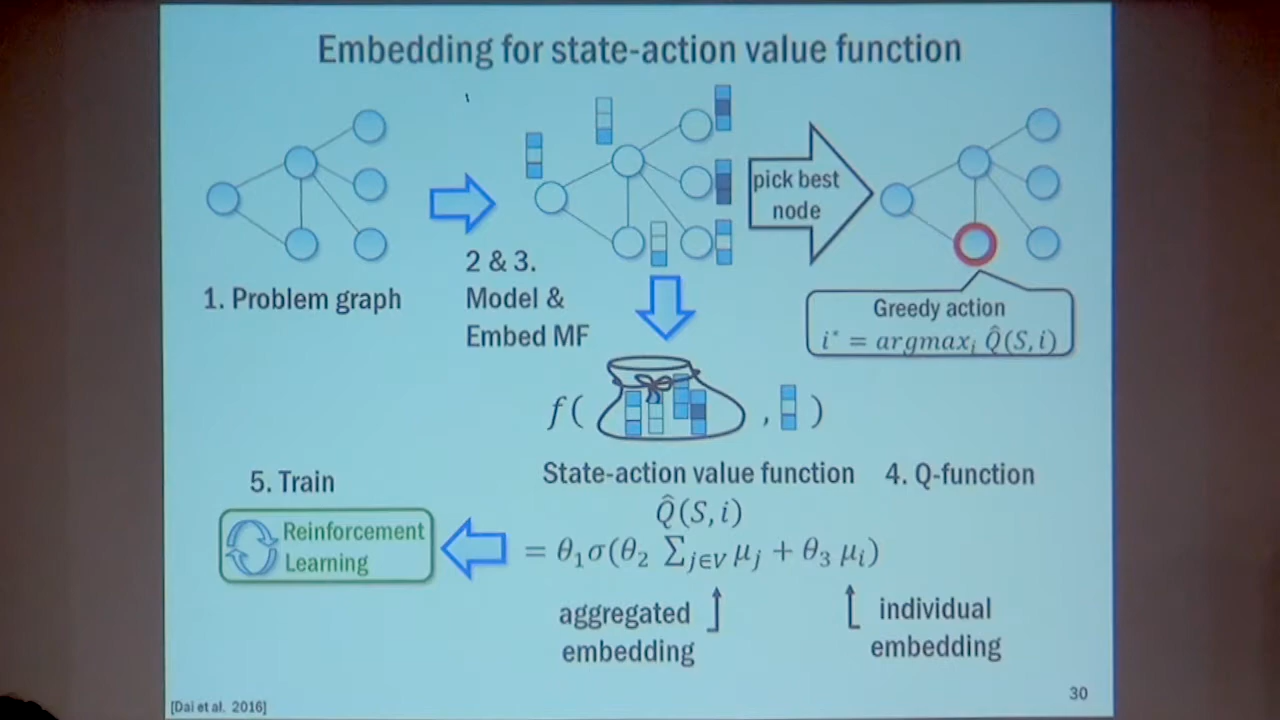 Embedding for state-action value function
1. Problem graph
2 & 3.
Model &
Embed MF
pick best
node
Greedy action
i* = argmaxᵢ Q̂(S, i)
f( , )
State-action value function
4. Q-function
Q̂(S, i)
= θ₁σ(θ₂ Σ_{j∈V} μⱼ + θ₃ μᵢ)
aggregated
embedding
individual
embedding
5. Train
Reinforcement
Learning
[Dai et al. 2016]
30